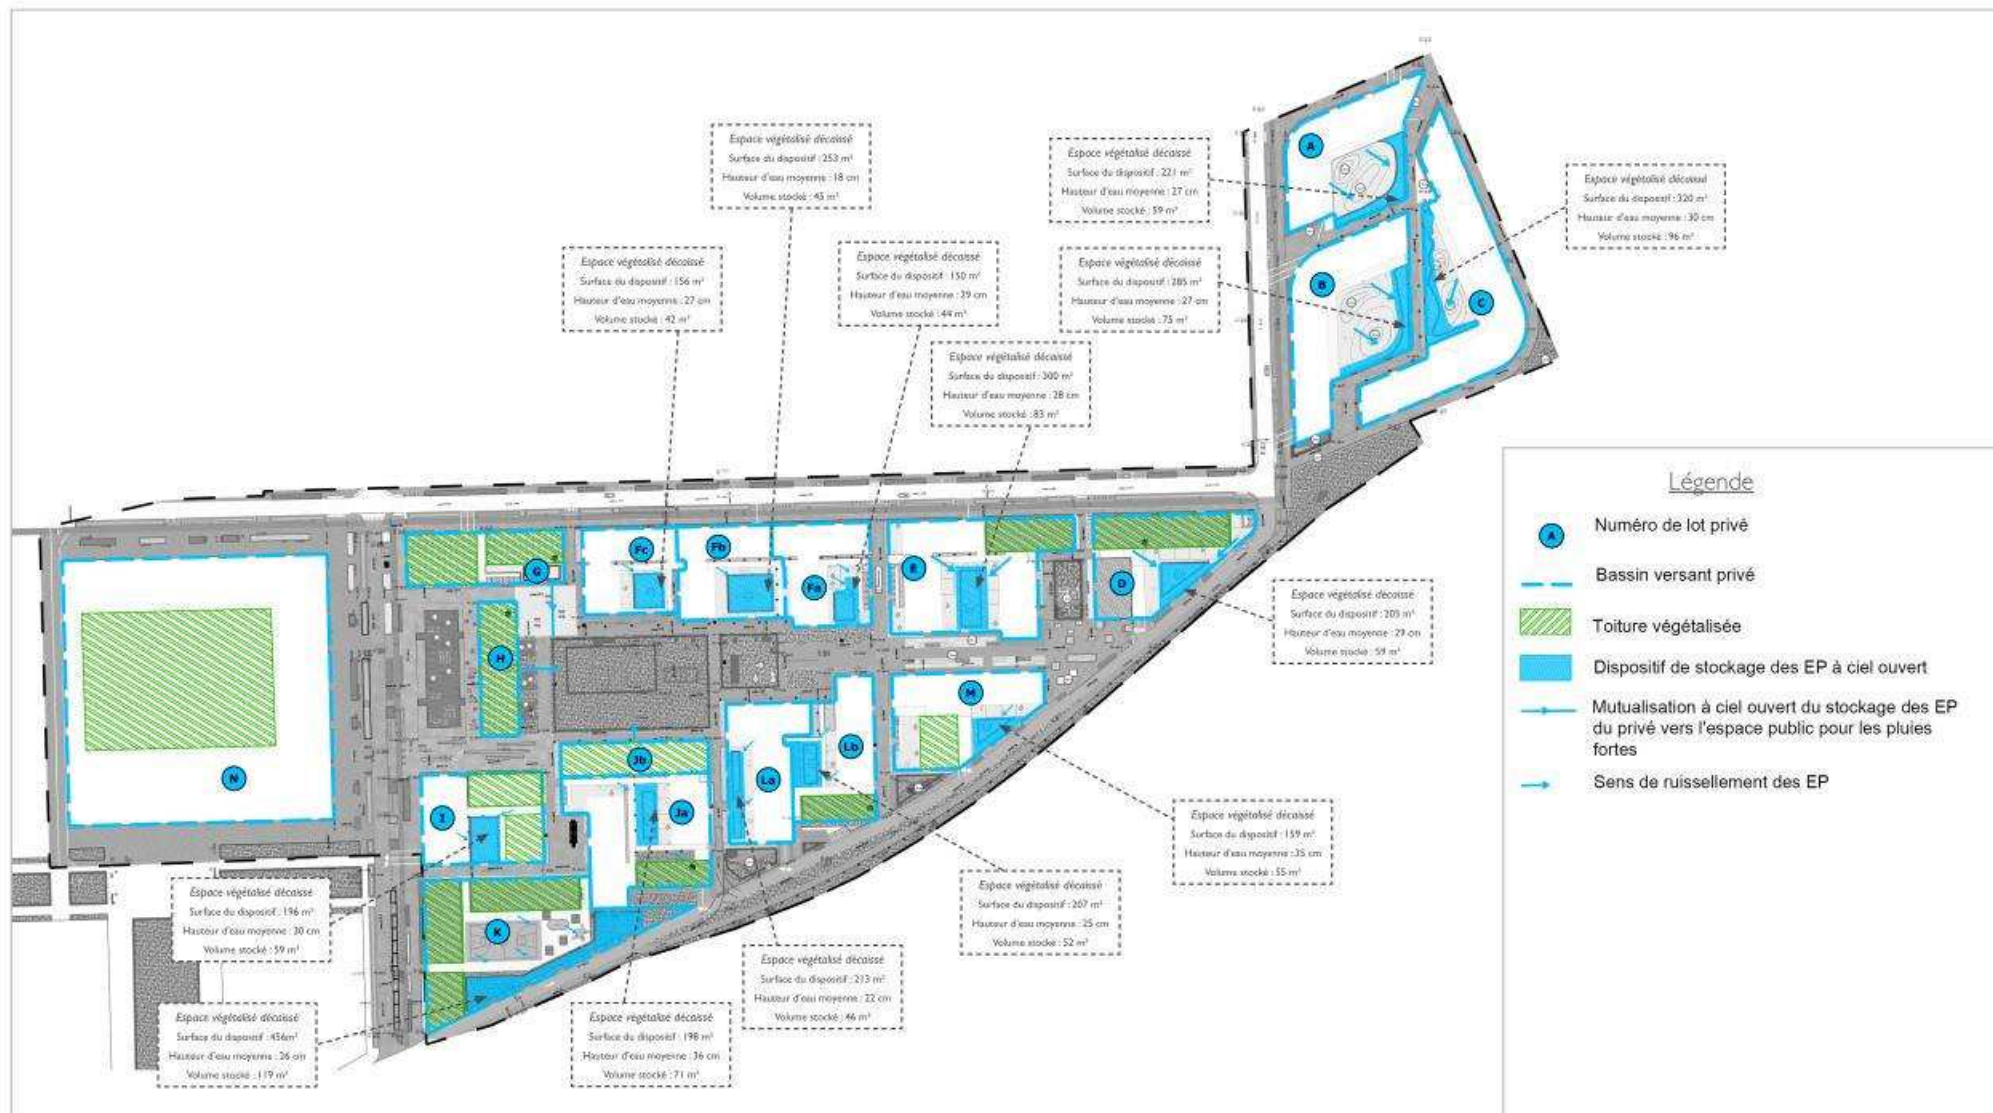 Espace végétalisé décaissé
Surface du dispositif : 253 m²
Hauteur d'eau moyenne : 18 cm
Volume stocké : 45 m³
Espace végétalisé décaissé
Surface du dispositif : 221 m²
Hauteur d'eau moyenne : 27 cm
Volume stocké : 59 m³
Espace végétalisé décaissé
Surface du dispositif : 320 m²
Hauteur d'eau moyenne : 30 cm
Volume stocké : 96 m³
Espace végétalisé décaissé
Surface du dispositif : 156 m²
Hauteur d'eau moyenne : 27 cm
Volume stocké : 42 m³
Espace végétalisé décaissé
Surface du dispositif : 150 m²
Hauteur d'eau moyenne : 29 cm
Volume stocké : 44 m³
Espace végétalisé décaissé
Surface du dispositif : 285 m²
Hauteur d'eau moyenne : 27 cm
Volume stocké : 75 m³
Espace végétalisé décaissé
Surface du dispositif : 300 m²
Hauteur d'eau moyenne : 28 cm
Volume stocké : 83 m³
A
B
C
Fc
Fb
Fa
E
D
G
H
N
M
Lb
La
Jb
Ja
I
K
Espace végétalisé décaissé
Surface du dispositif : 205 m²
Hauteur d'eau moyenne : 29 cm
Volume stocké : 59 m³
Espace végétalisé décaissé
Surface du dispositif : 159 m²
Hauteur d'eau moyenne : 35 cm
Volume stocké : 55 m³
Espace végétalisé décaissé
Surface du dispositif : 207 m²
Hauteur d'eau moyenne : 25 cm
Volume stocké : 52 m³
Espace végétalisé décaissé
Surface du dispositif : 196 m²
Hauteur d'eau moyenne : 30 cm
Volume stocké : 59 m³
Espace végétalisé décaissé
Surface du dispositif : 213 m²
Hauteur d'eau moyenne : 22 cm
Volume stocké : 46 m³
Espace végétalisé décaissé
Surface du dispositif : 456m²
Hauteur d'eau moyenne : 26 cm
Volume stocké : 119 m³
Espace végétalisé décaissé
Surface du dispositif : 198 m²
Hauteur d'eau moyenne : 36 cm
Volume stocké : 71 m³
Légende
A
Numéro de lot privé
Bassin versant privé
Toiture végétalisée
Dispositif de stockage des EP à ciel ouvert
Mutualisation à ciel ouvert du stockage des EP
du privé vers l'espace public pour les pluies
fortes
Sens de ruissellement des EP